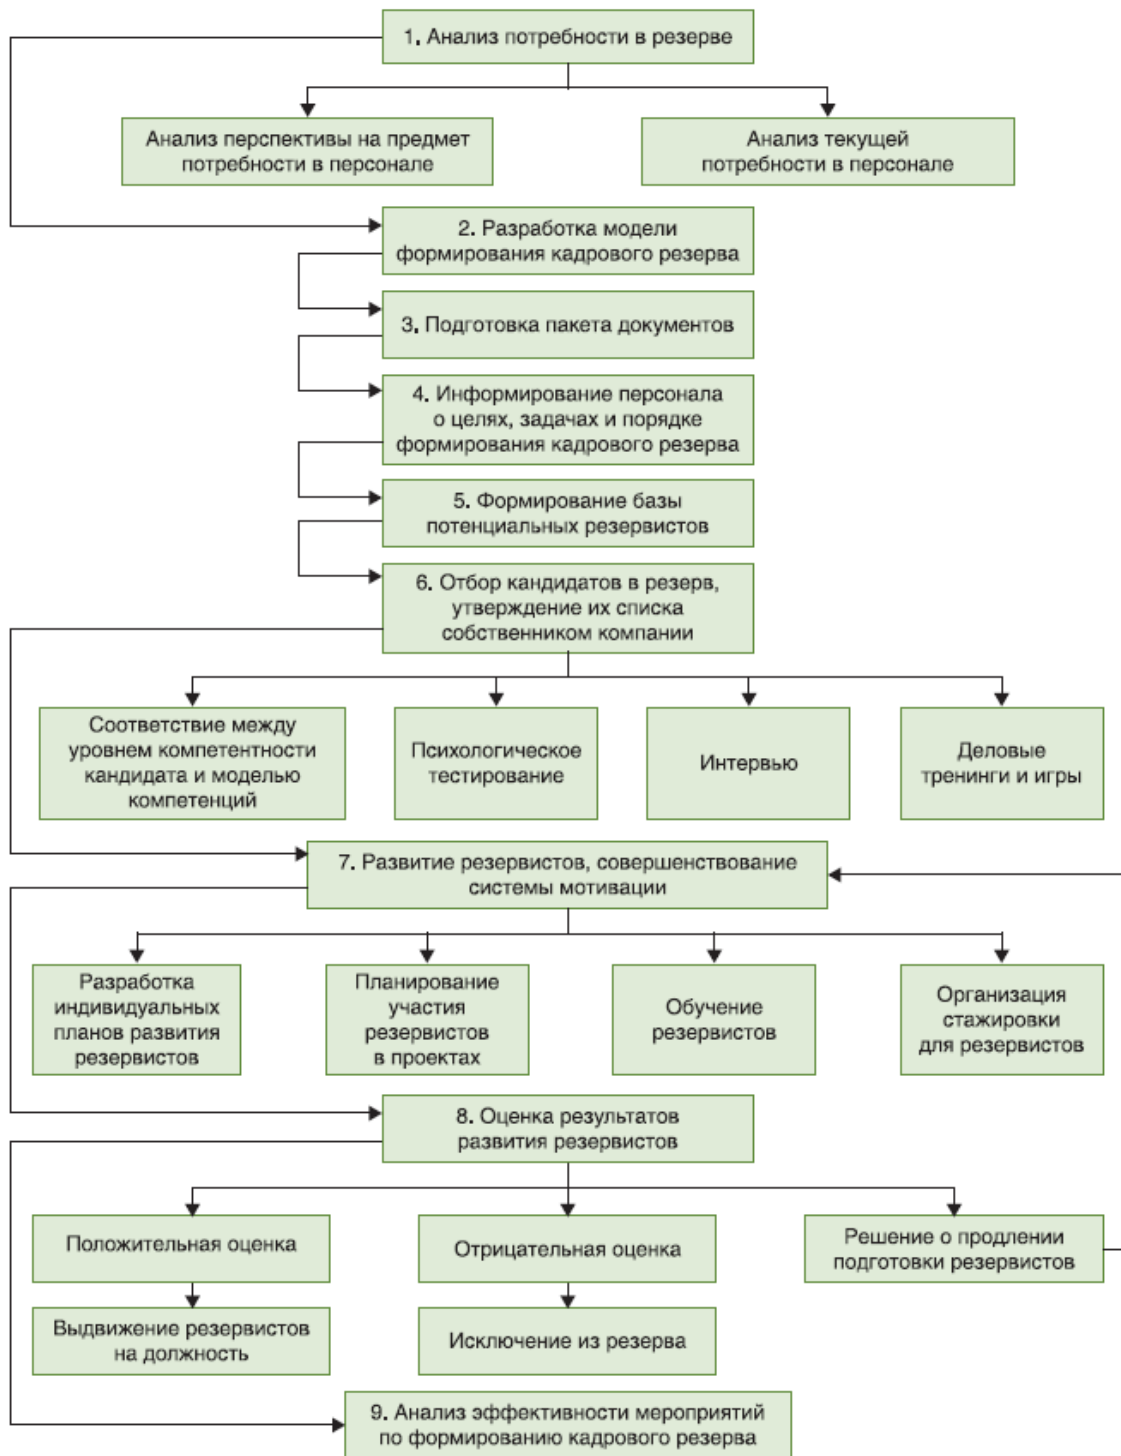 1. Анализ потребности в резерве
Анализ перспективы на предмет
потребности в персонале
Анализ текущей
потребности в персонале
2. Разработка модели
формирования кадрового резерва
3. Подготовка пакета документов
4. Информирование персонала
о целях, задачах и порядке
формирования кадрового резерва
5. Формирование базы
потенциальных резервистов
6. Отбор кандидатов в резерв,
утверждение их списка
собственником компании
Соответствие между
уровнем компетентности
кандидата и моделью
компетенций
Психологическое
тестирование
Интервью
Деловые
тренинги и игры
7. Развитие резервистов, совершенствование
системы мотивации
Разработка
индивидуальных
планов развития
резервистов
Планирование
участия
резервистов
в проектах
Обучение
резервистов
Организация
стажировки
для резервистов
8. Оценка результатов
развития резервистов
Положительная оценка
Отрицательная оценка
Решение о продлении
подготовки резервистов
Выдвижение резервистов
на должность
Исключение из резерва
9. Анализ эффективности мероприятий
по формированию кадрового резерва